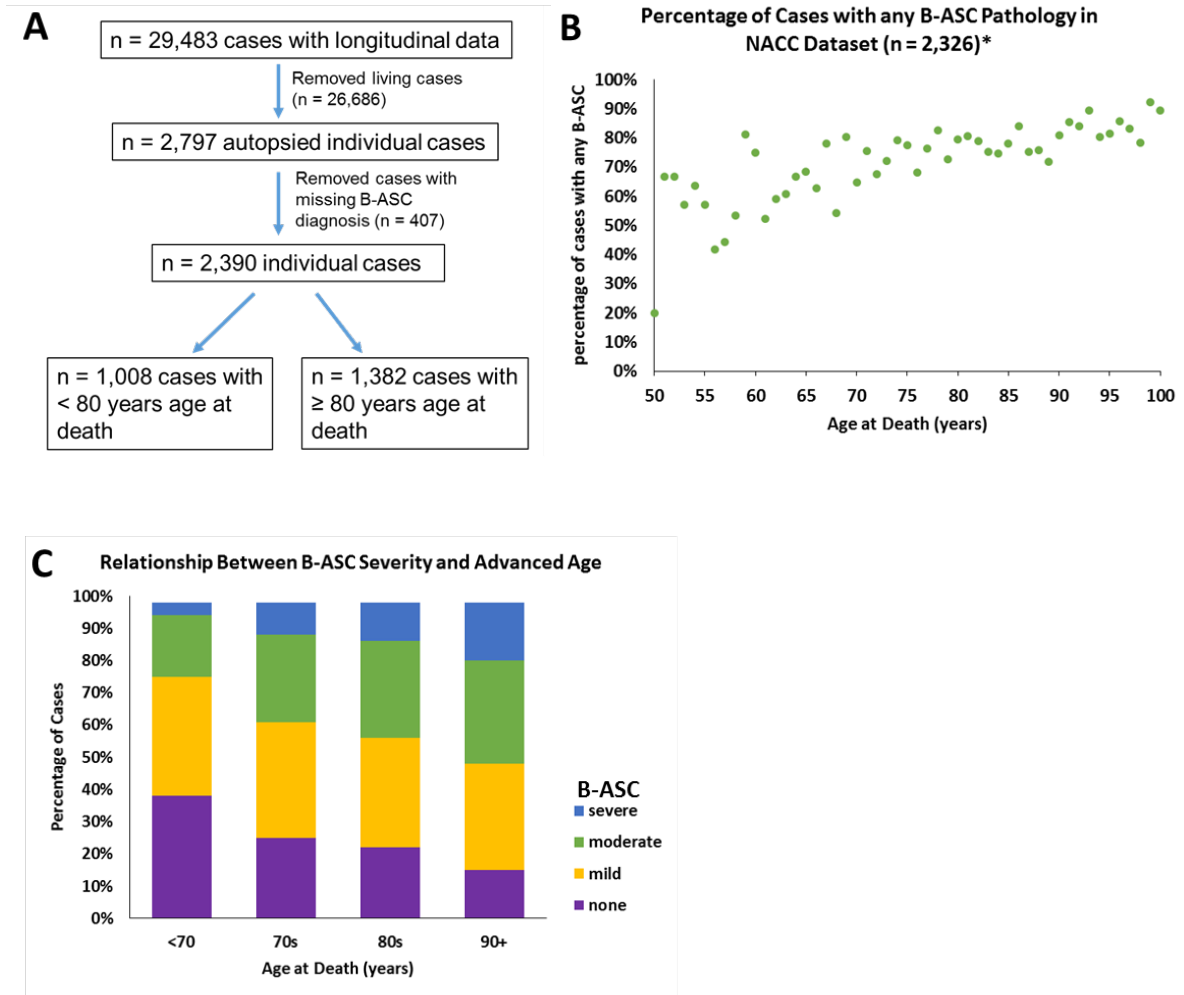 A
n = 29,483 cases with longitudinal data
Removed living cases
(n = 26,686)
n = 2,797 autopsied individual cases
Removed cases with
missing B-ASC
diagnosis (n = 407)
n = 2,390 individual cases
n = 1,008 cases with
< 80 years age at
death
n = 1,382 cases with
≥ 80 years age at
death
B
Percentage of Cases with any B-ASC Pathology in
NACC Dataset (n = 2,326)*
percentage of cases with any B-ASC
100%
90%
80%
70%
60%
50%
40%
30%
20%
10%
0%
50 55 60 65 70 75 80 85 90 95 100
Age at Death (years)
C
Relationship Between B-ASC Severity and Advanced Age
Percentage of Cases
100%
90%
80%
70%
60%
50%
40%
30%
20%
10%
0%
<70 70s 80s 90+
Age at Death (years)
B-ASC
severe
moderate
mild
none